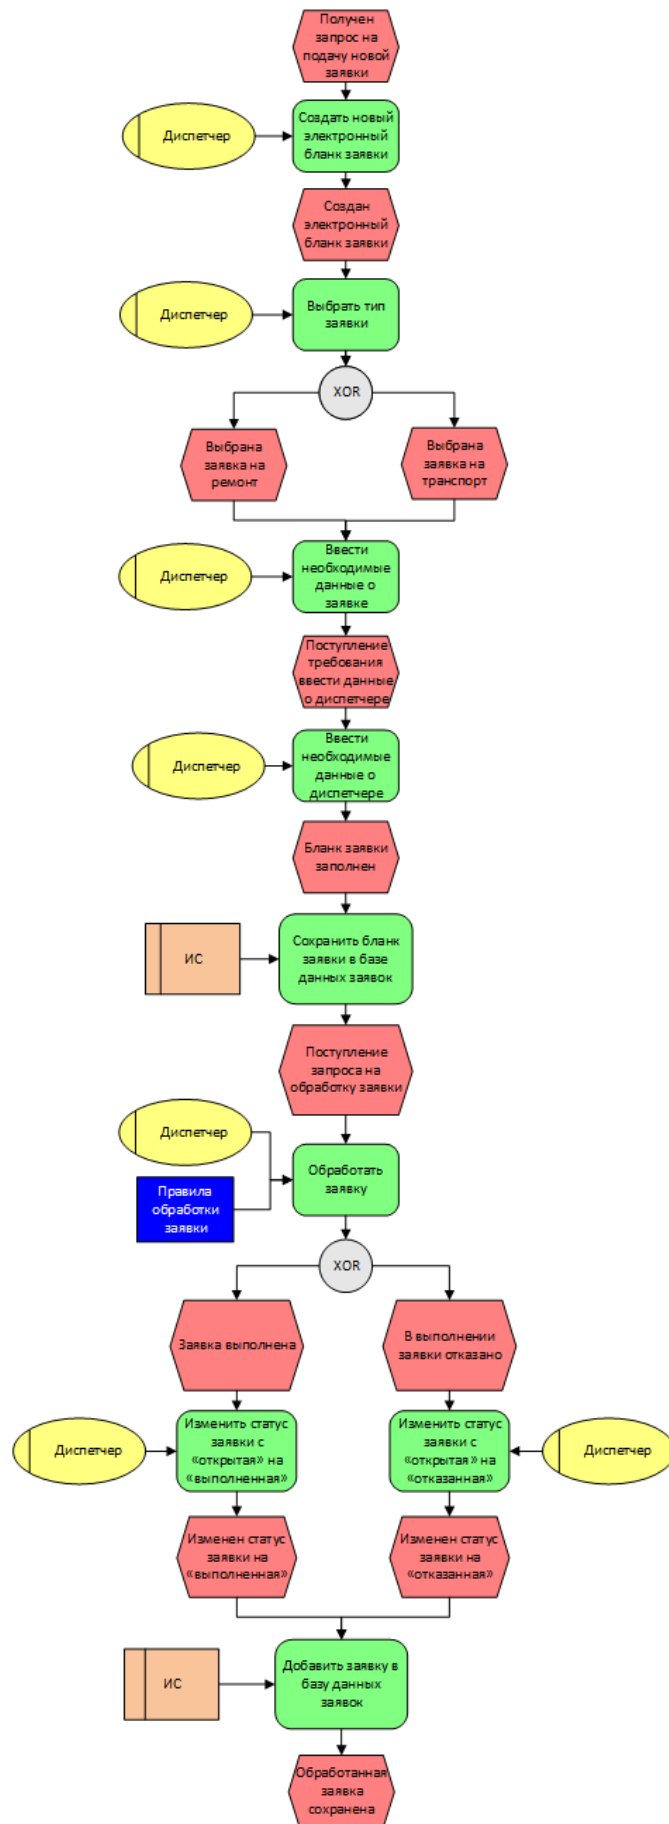 Получен
запрос на
подачу новой
заявки
Диспетчер
Создать новый
электронный
бланк заявки
Создан
электронный
бланк заявки
Диспетчер
Выбрать тип
заявки
XOR
Выбрана
заявка на
ремонт
Выбрана
заявка на
транспорт
Диспетчер
Ввести
необходимые
данные о
заявке
Поступление
требования
ввести данные
о диспетчере
Диспетчер
Ввести
необходимые
данные о
диспетчере
Бланк заявки
заполнен
ИС
Сохранить бланк
заявки в базе
данных заявок
Поступление
запроса на
обработку заявки
Диспетчер
Правила
обработки
заявки
Обработать
заявку
XOR
Заявка выполнена
В выполнении
заявки отказано
Диспетчер
Изменить статус
заявки с
«открытая» на
«выполненная»
Изменить статус
заявки с
«открытая» на
«отказанная»
Диспетчер
Изменен статус
заявки на
«выполненная»
Изменен статус
заявки на
«отказанная»
ИС
Добавить заявку в
базу данных
заявок
Обработанная
заявка
сохранена